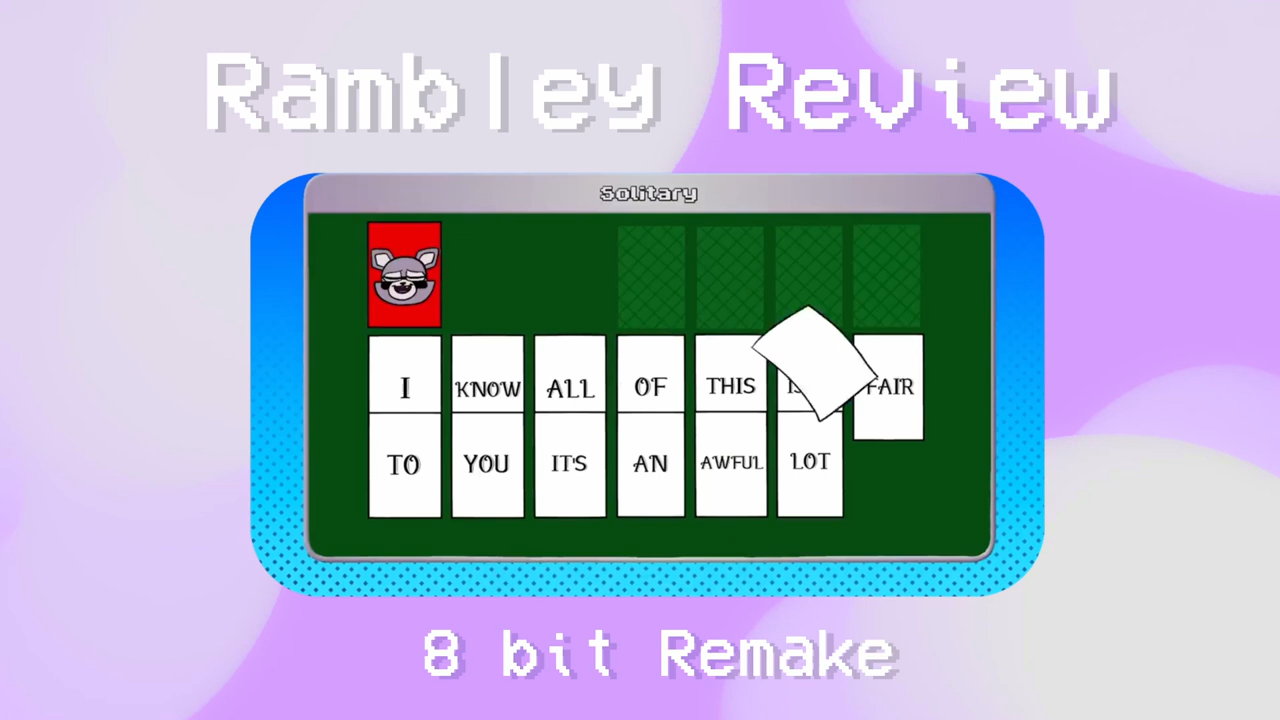 Rambley Review
Solitary
I KNOW ALL OF THIS FAIR
TO YOU IT'S AN AWFUL LOT
8 bit Remake